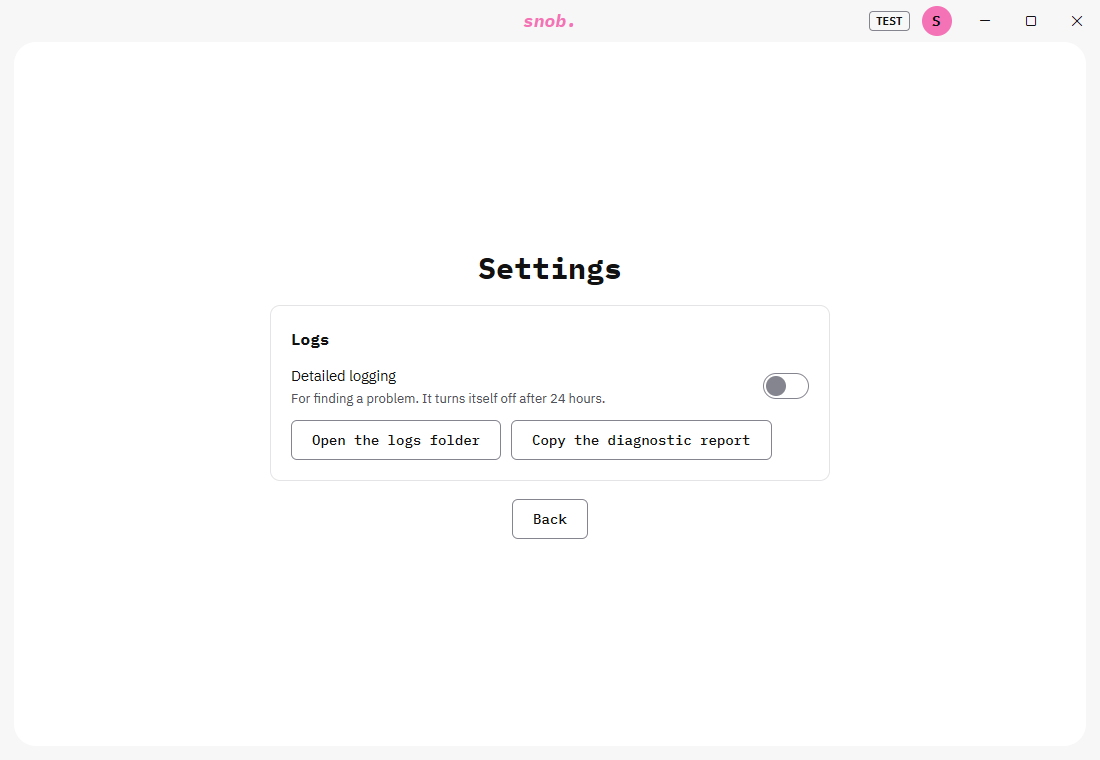 snob.
TEST
S
Settings
Logs
Detailed logging
For finding a problem. It turns itself off after 24 hours.
Open the logs folder
Copy the diagnostic report
Back